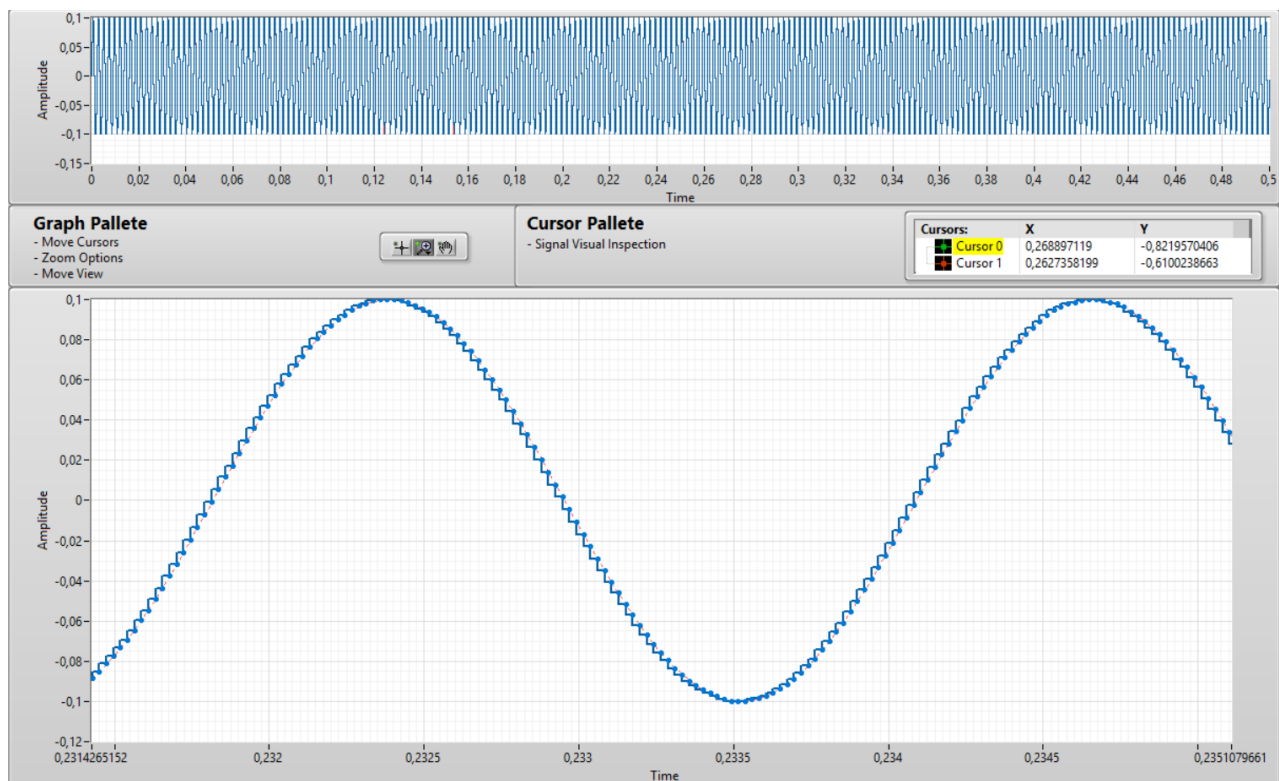 0,1
0,05
0
-0,05
-0,1
-0,15
Amplitude
0 0,02 0,04 0,06 0,08 0,1 0,12 0,14 0,16 0,18 0,2 0,22 0,24 0,26 0,28 0,3 0,32 0,34 0,36 0,38 0,4 0,42 0,44 0,46 0,48 0,5
Time
Graph Pallete
- Move Cursors
- Zoom Options
- Move View
Cursor Pallete
- Signal Visual Inspection
Cursors: X Y
Cursor 0 0,268897119 -0,8219570406
Cursor 1 0,2627358199 -0,6100238663
0,1
0,08
0,06
0,04
0,02
0
-0,02
-0,04
-0,06
-0,08
-0,1
-0,12
Amplitude
0,2314265152 0,232 0,2325 0,233 0,2335 0,234 0,2345 0,2351079661
Time